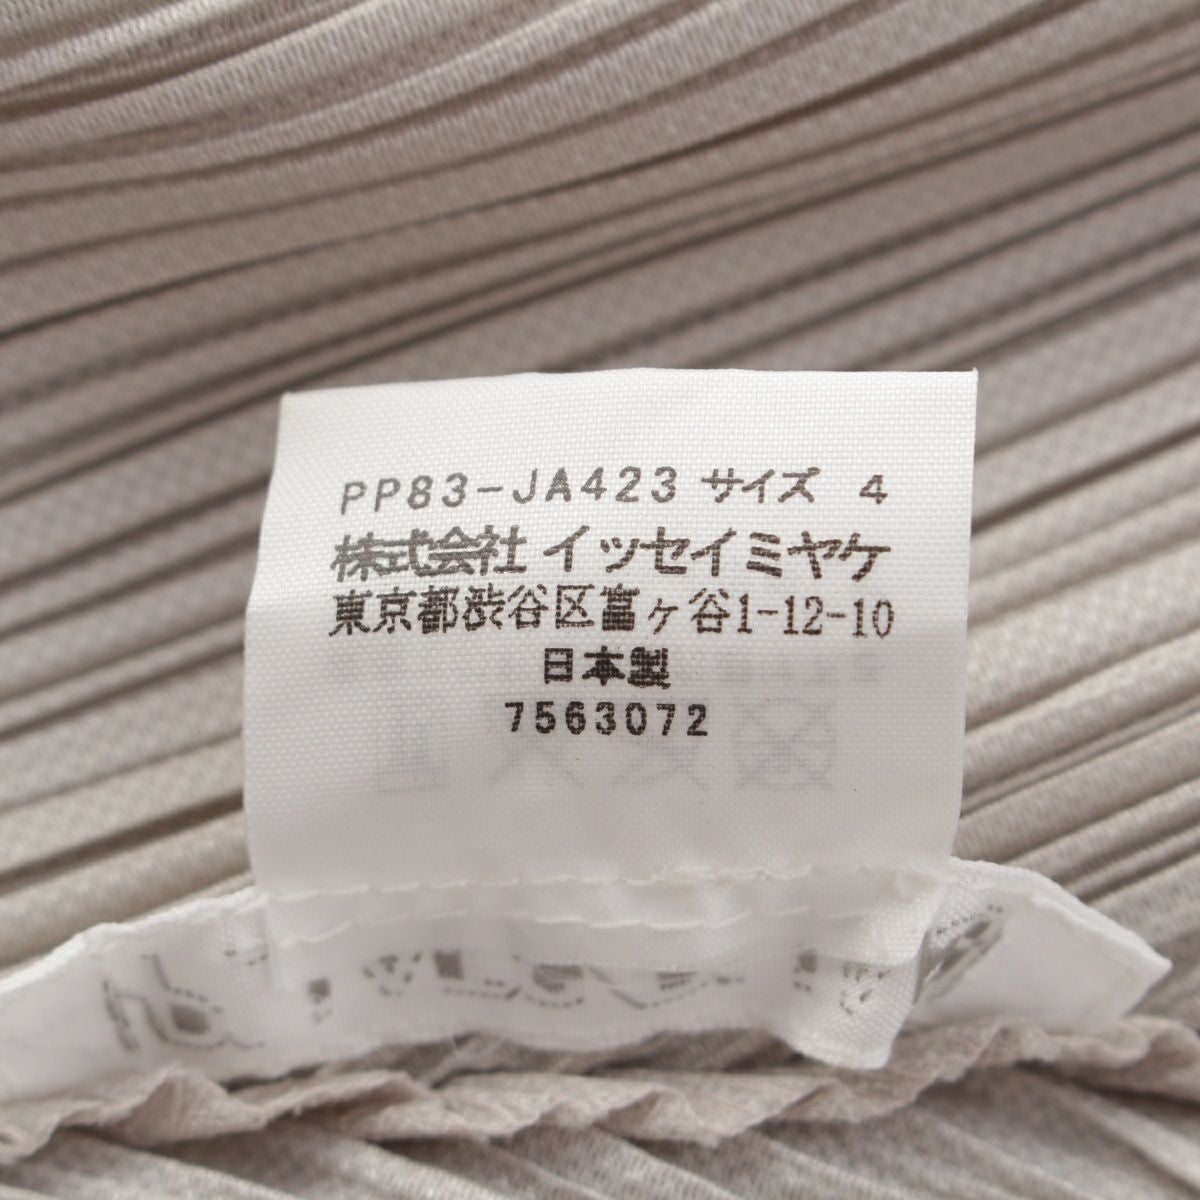 PP83-JA423 サイズ 4
株式会社 イッセイミヤケ
東京都渋谷区富ヶ谷1-12-10
日本製
7563072